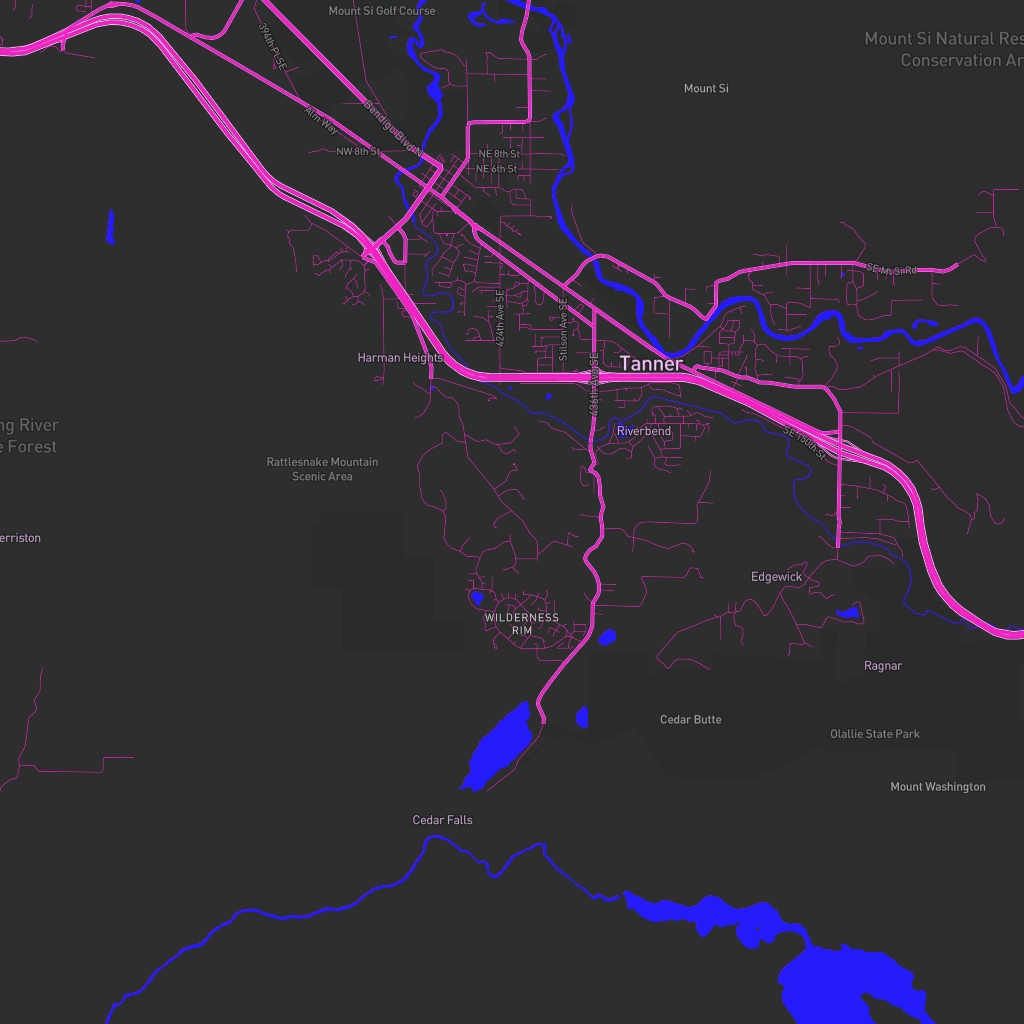 Mount Si Golf Course
394th Pl SE
Mount Si Natural Res
Conservation Ar
Mount Si
Alm Way
Bendigo Blvd N
NW 8th St
NE 8th St
NE 6th St
SE Mt Si Rd
424th Ave SE
Stilson Ave SE
Harman Heights
Tanner
436th Ave SE
ng River
e Forest
Riverbend
SE 150th St
Rattlesnake Mountain
Scenic Area
erriston
Edgewick
WILDERNESS
RIM
Ragnar
Cedar Butte
Olallie State Park
Mount Washington
Cedar Falls